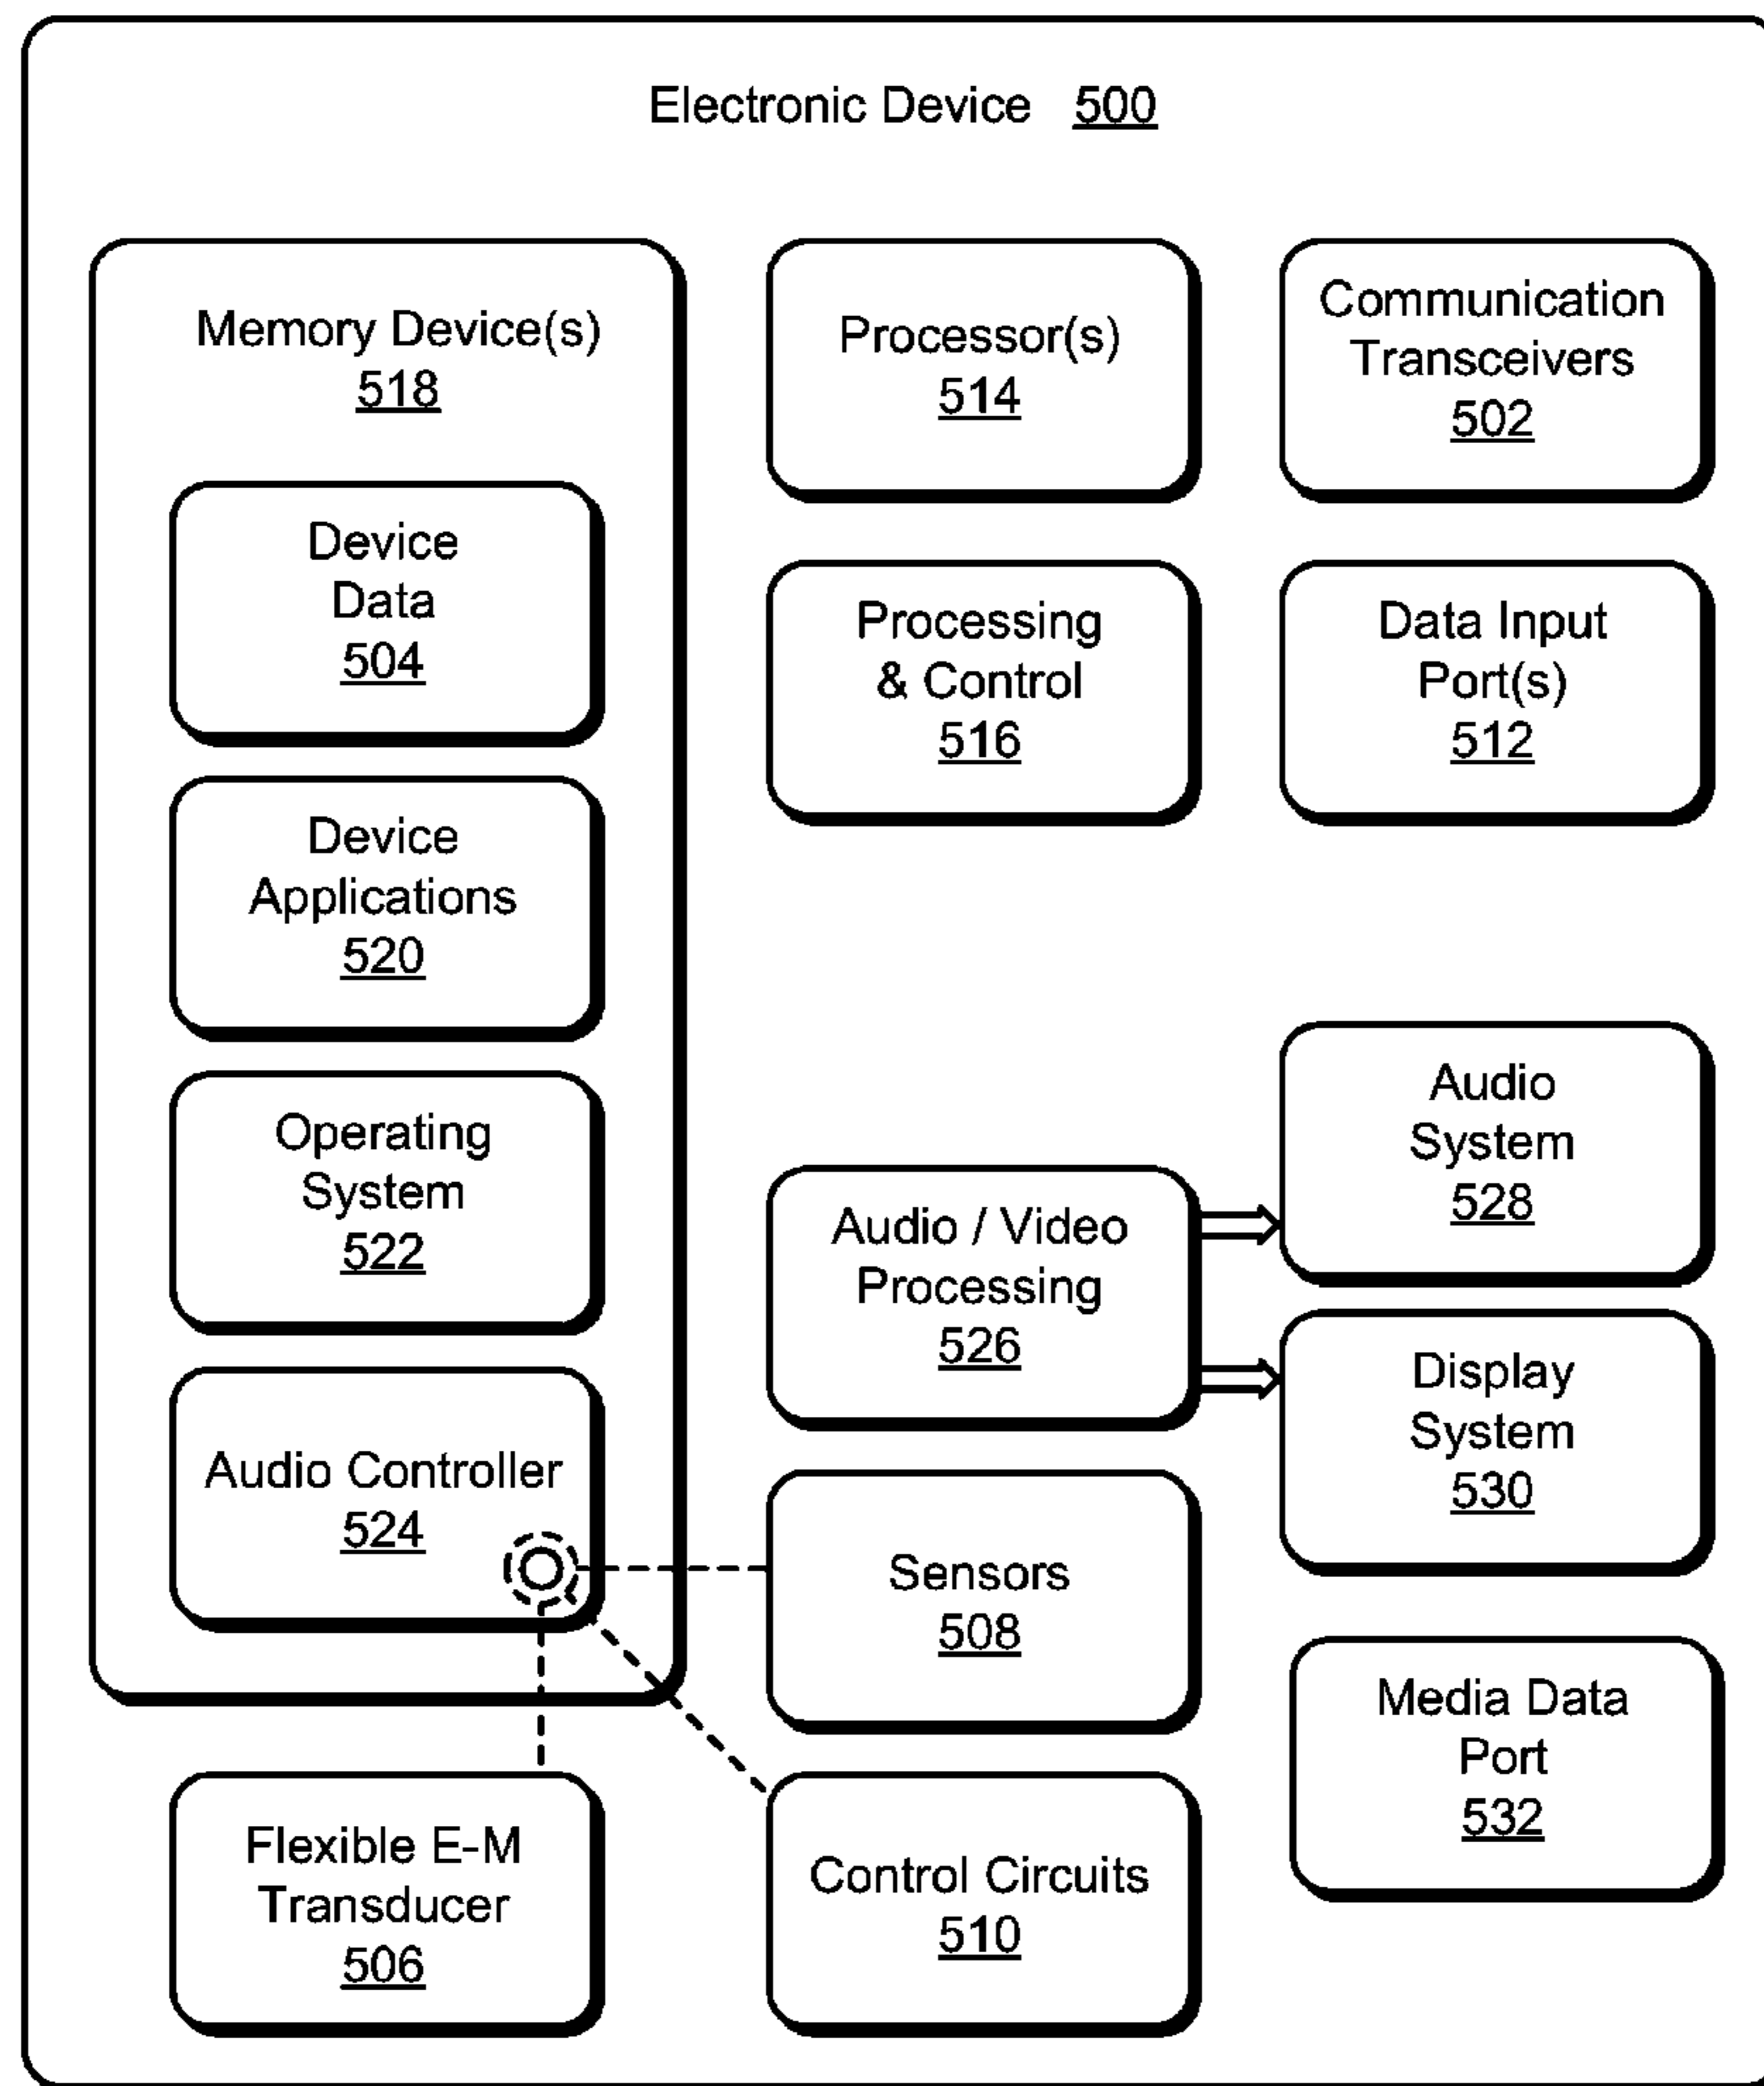 Electronic Device 500
Memory Device(s)
518
Device
Data
504
Device
Applications
520
Operating
System
522
Audio Controller
524
Flexible E-M
Transducer
506
Processor(s)
514
Processing
& Control
516
Audio / Video
Processing
526
Sensors
508
Control Circuits
510
Communication
Transceivers
502
Data Input
Port(s)
512
Audio
System
528
Display
System
530
Media Data
Port
532